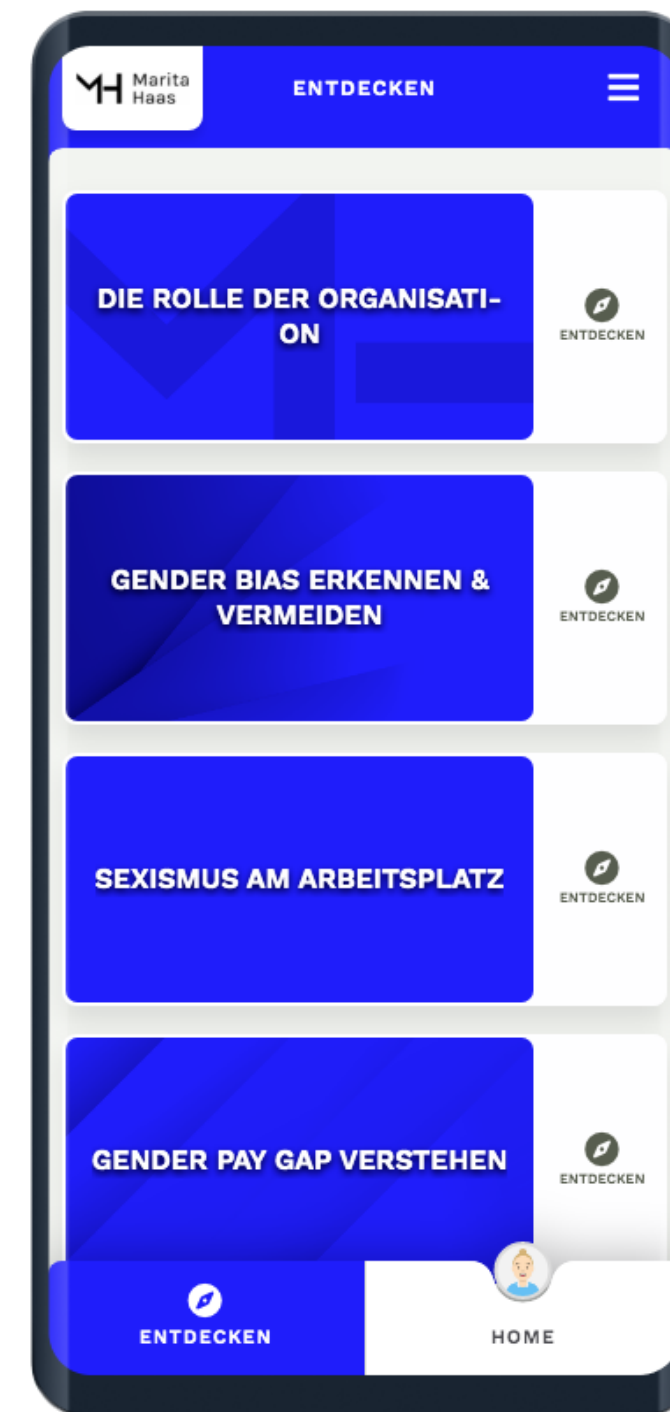 Marita
Haas
ENTDECKEN
DIE ROLLE DER ORGANISATI-
ON
ENTDECKEN
GENDER BIAS ERKENNEN &
VERMEIDEN
ENTDECKEN
SEXISMUS AM ARBEITSPLATZ
ENTDECKEN
GENDER PAY GAP VERSTEHEN
ENTDECKEN
ENTDECKEN
HOME